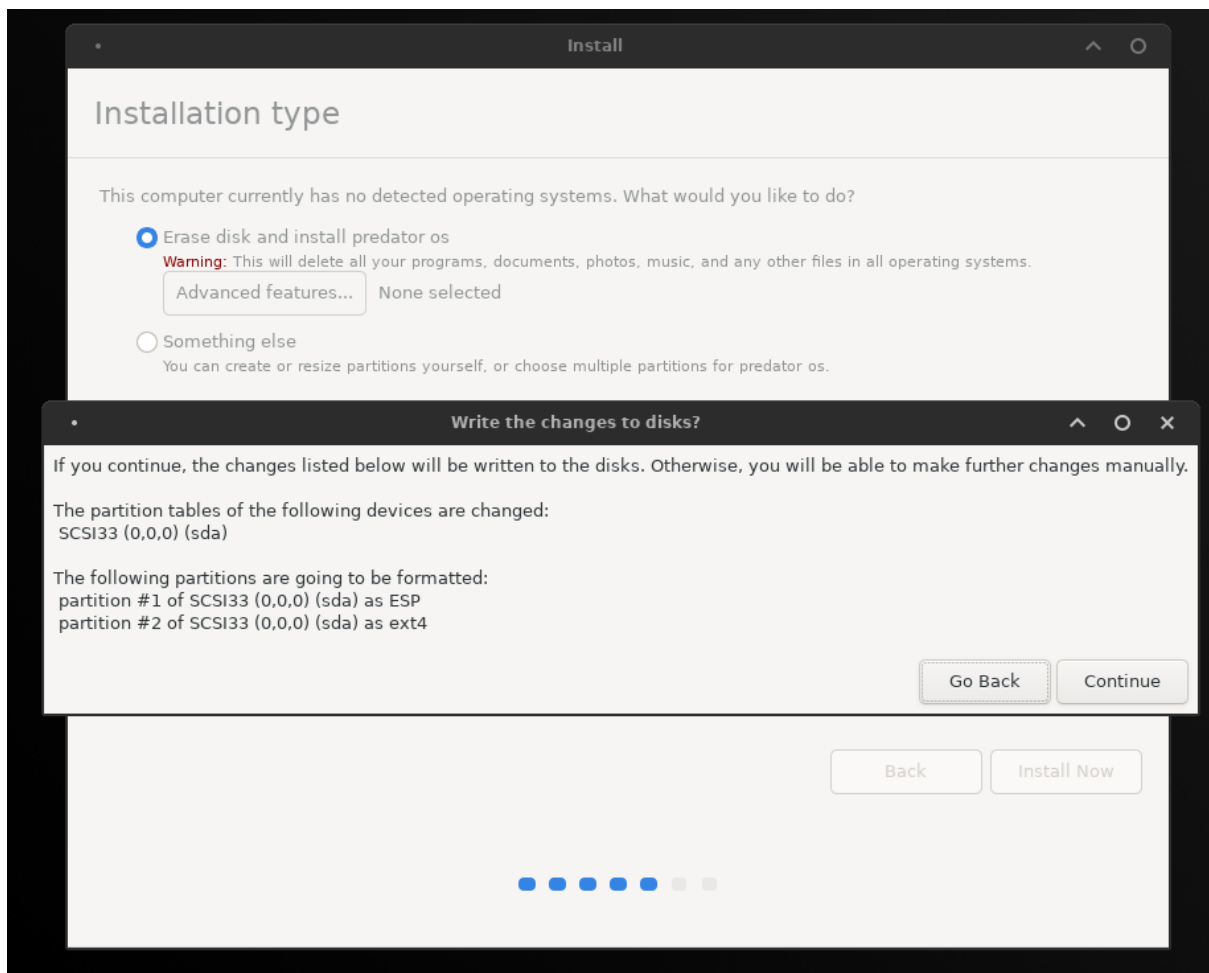 Install
Installation type
This computer currently has no detected operating systems. What would you like to do?
Erase disk and install predator os
Warning: This will delete all your programs, documents, photos, music, and any other files in all operating systems.
Advanced features... None selected
Something else
You can create or resize partitions yourself, or choose multiple partitions for predator os.
Write the changes to disks?
If you continue, the changes listed below will be written to the disks. Otherwise, you will be able to make further changes manually.
The partition tables of the following devices are changed:
SCSI33 (0,0,0) (sda)
The following partitions are going to be formatted:
partition #1 of SCSI33 (0,0,0) (sda) as ESP
partition #2 of SCSI33 (0,0,0) (sda) as ext4
Go Back Continue
Back Install Now